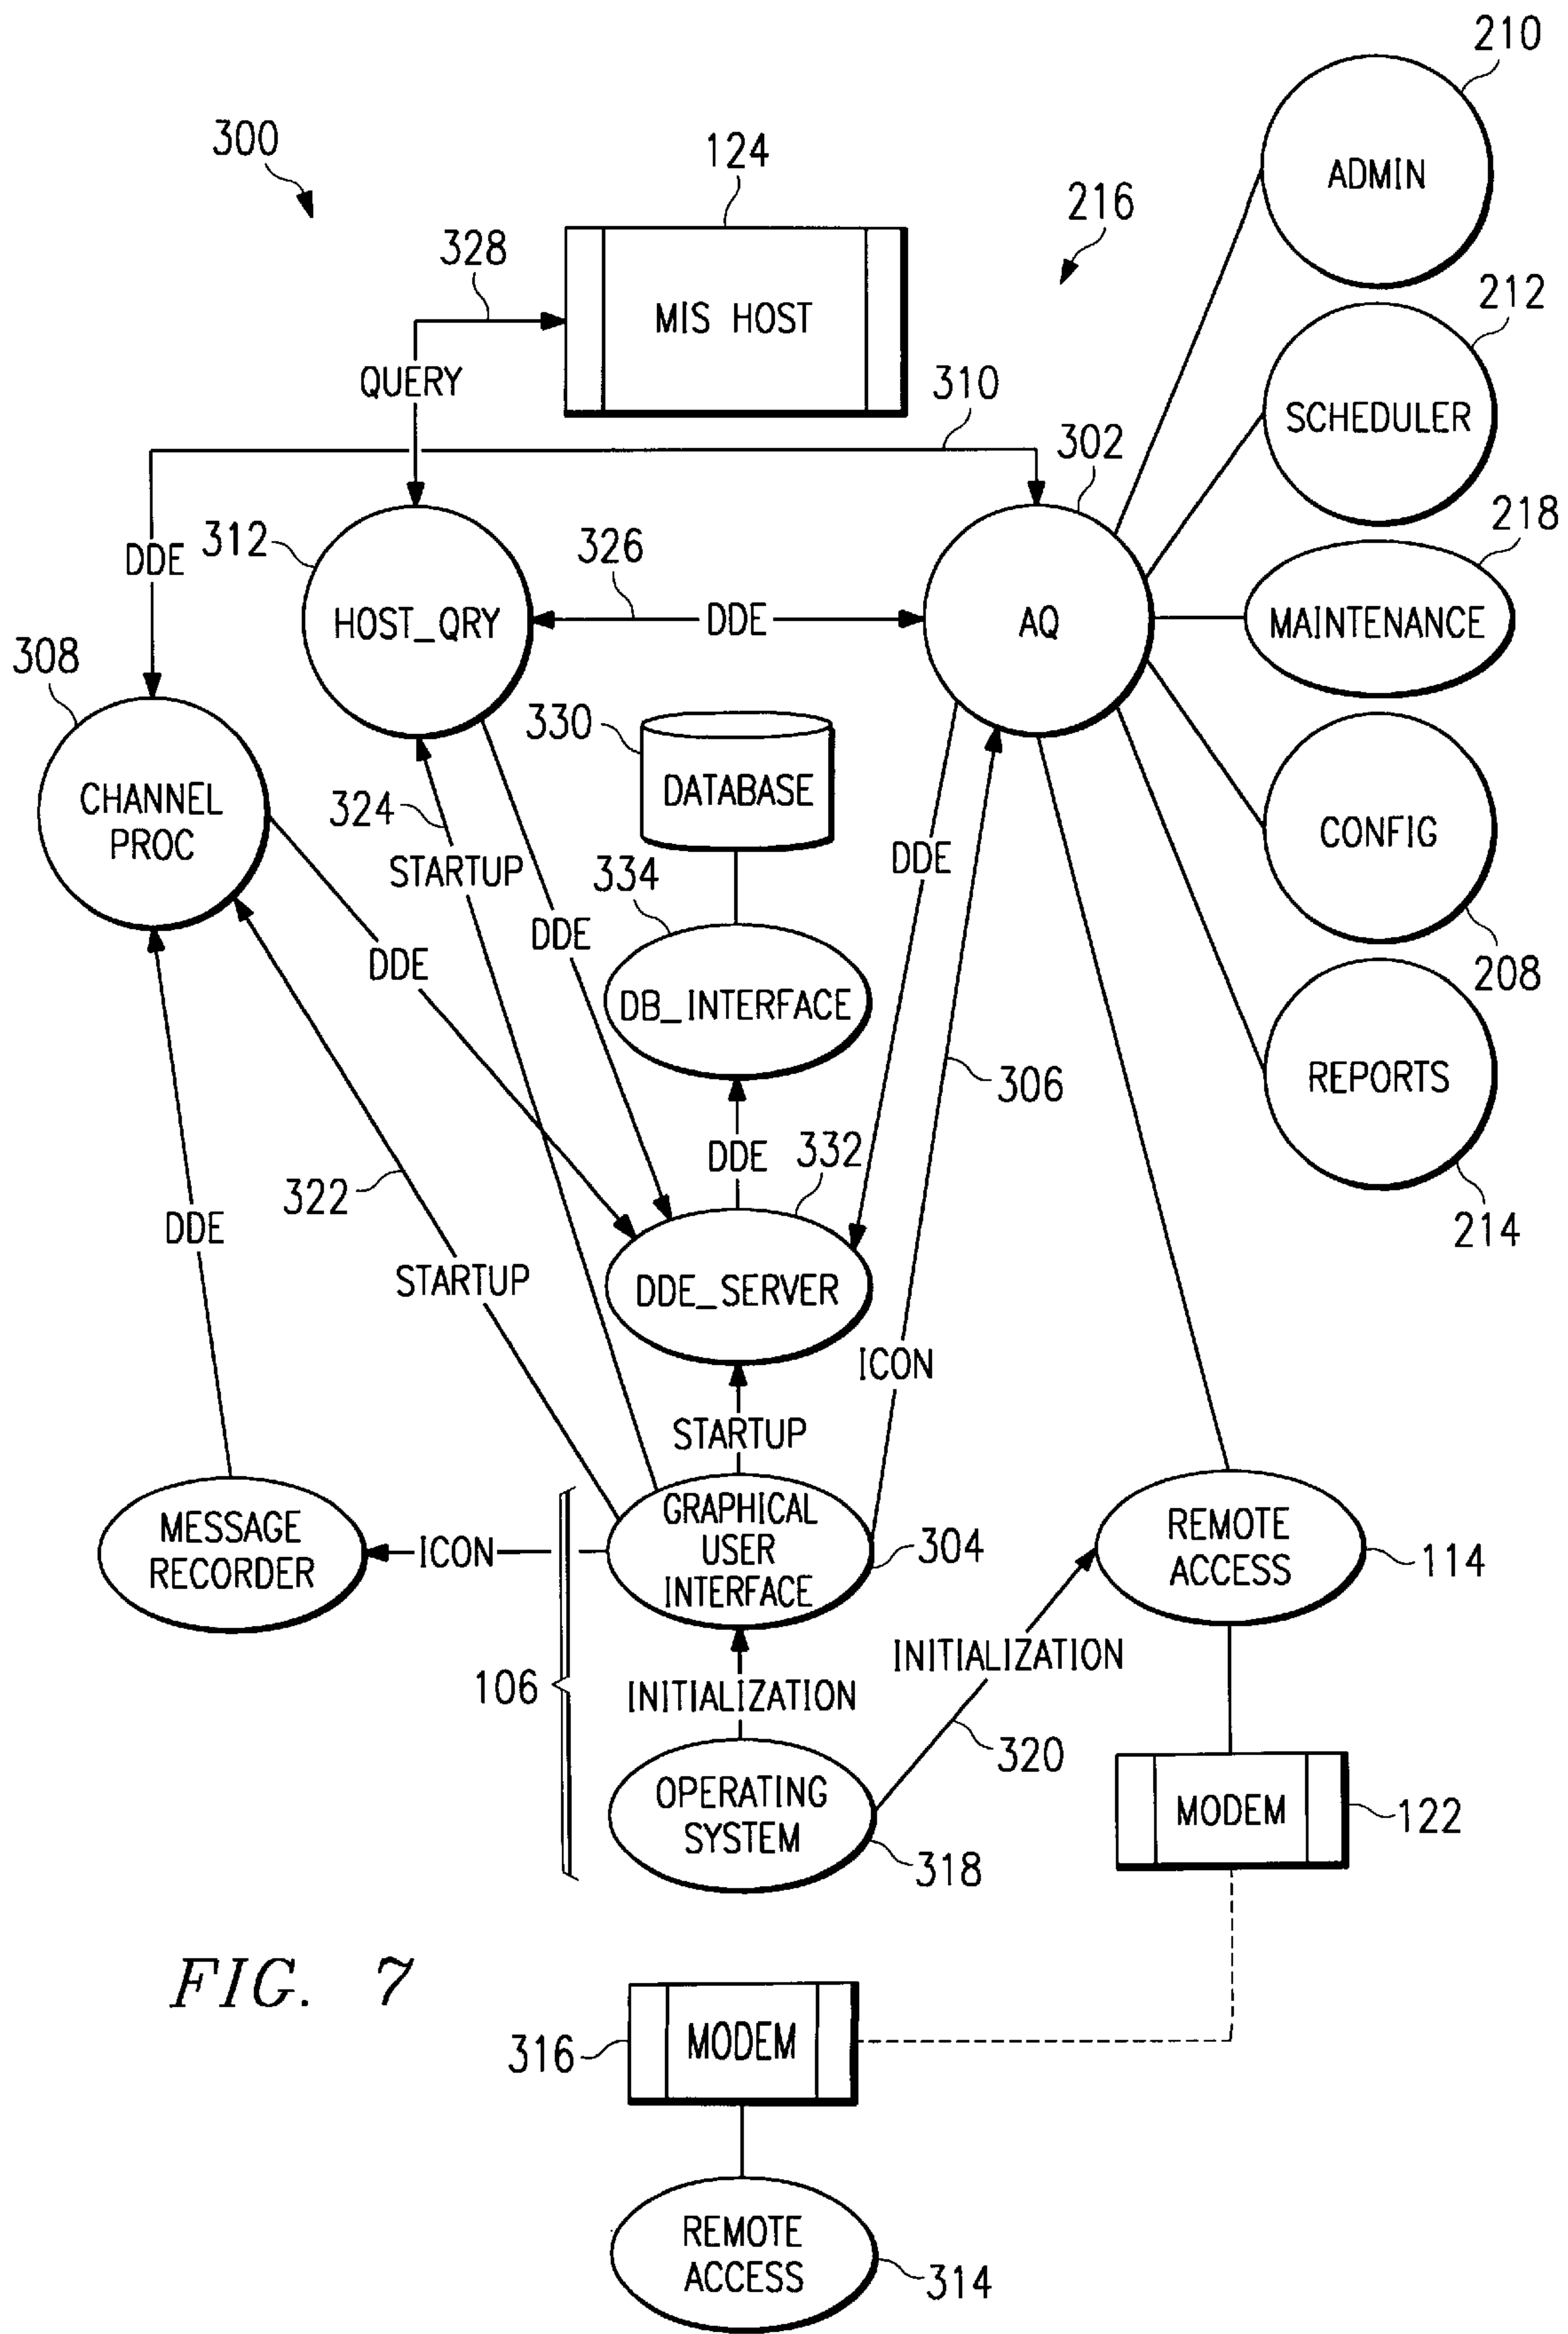 210
300
124
216
ADMIN
328
MIS HOST
212
QUERY
310
SCHEDULER
302
218
312
DDE
326
HOST_QRY
DDE
AQ
MAINTENANCE
308
330
DATABASE
CHANNEL
PROC
324
STARTUP
334
DDE
CONFIG
DDE
DDE
208
DB_INTERFACE
306
REPORTS
322
DDE
332
DDE
214
STARTUP
DDE_SERVER
ICON
STARTUP
MESSAGE
RECORDER
ICON
GRAPHICAL
USER
INTERFACE
304
REMOTE
ACCESS
114
INITIALIZATION
106
INITIALIZATION
320
OPERATING
SYSTEM
318
MODEM
122
FIG. 7
316
MODEM
REMOTE
ACCESS
314